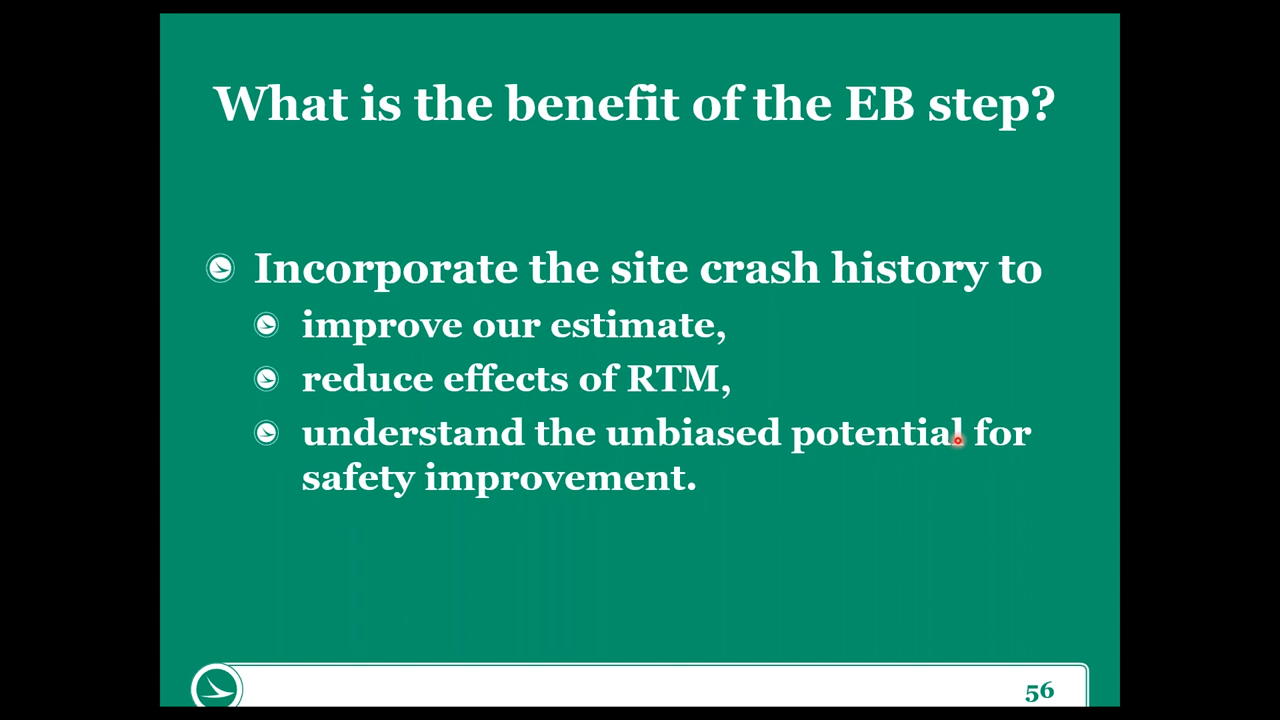 What is the benefit of the EB step?
Incorporate the site crash history to
improve our estimate,
reduce effects of RTM,
understand the unbiased potential for
safety improvement.
56